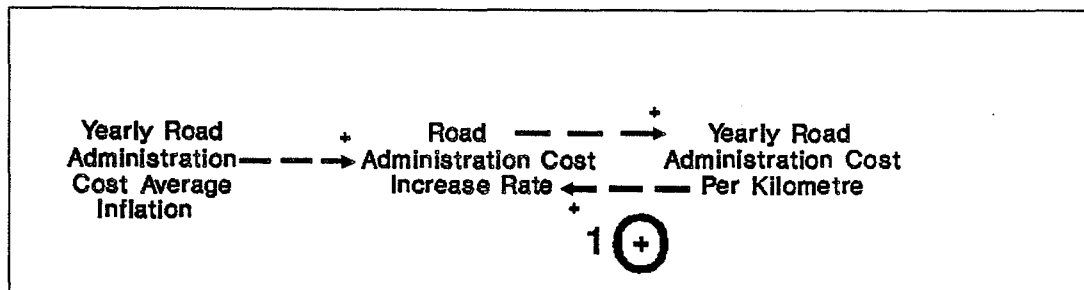 Yearly Road
Administration
Cost Average
Inflation
+
Road
Administration Cost
Increase Rate
+
Yearly Road
Administration Cost
Per Kilometre
+
1 +